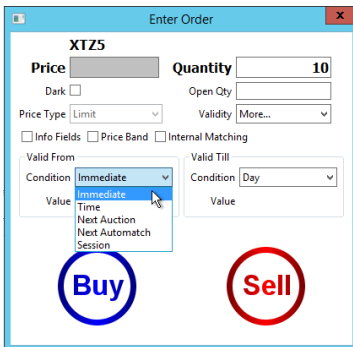 Enter Order
x
XTZ5
Price Quantity 10
Dark Open Qty
Price Type Limit Validity More...
Info Fields Price Band Internal Matching
Valid From Valid Till
Condition Immediate Condition Day
Value Value
Immediate
Time
Next Auction
Next Automatch
Session
Buy Sell